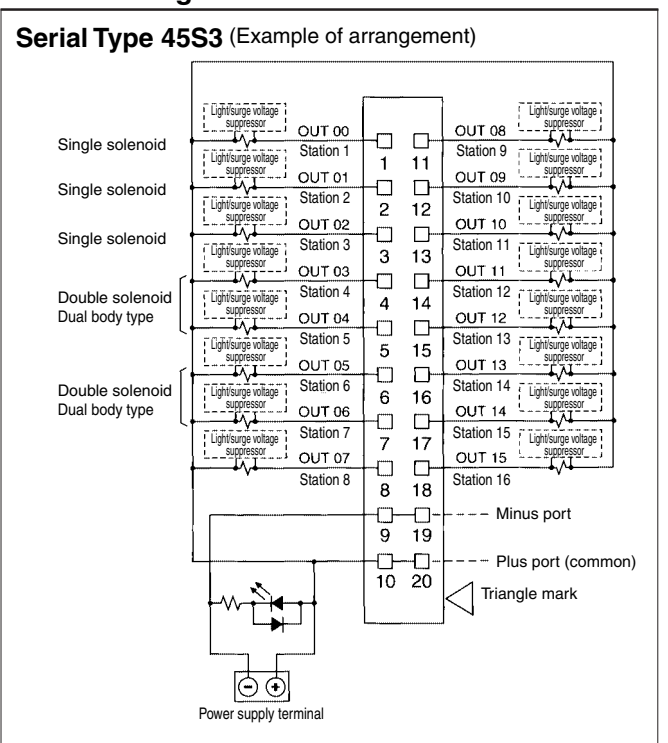 Serial Type 45S3 (Example of arrangement)
Light/surge voltage
suppressor
OUT 00
OUT 08
Light/surge voltage
suppressor
Single solenoid
Station 1
1
11
Station 9
Light/surge voltage
suppressor
OUT 01
OUT 09
Light/surge voltage
suppressor
Single solenoid
Station 2
2
12
Station 10
Light/surge voltage
suppressor
OUT 02
OUT 10
Light/surge voltage
suppressor
Single solenoid
Station 3
3
13
Station 11
Light/surge voltage
suppressor
OUT 03
OUT 11
Light/surge voltage
suppressor
Double solenoid
Dual body type
Station 4
4
14
Station 12
Light/surge voltage
suppressor
OUT 04
OUT 12
Light/surge voltage
suppressor
Station 5
5
15
Station 13
Light/surge voltage
suppressor
OUT 05
OUT 13
Light/surge voltage
suppressor
Double solenoid
Dual body type
Station 6
6
16
Station 14
Light/surge voltage
suppressor
OUT 06
OUT 14
Light/surge voltage
suppressor
Station 7
7
17
Station 15
Light/surge voltage
suppressor
OUT 07
OUT 15
Light/surge voltage
suppressor
Station 8
8
18
Station 16
Minus port
9
19
Plus port (common)
10
20
Triangle mark
− +
Power supply terminal